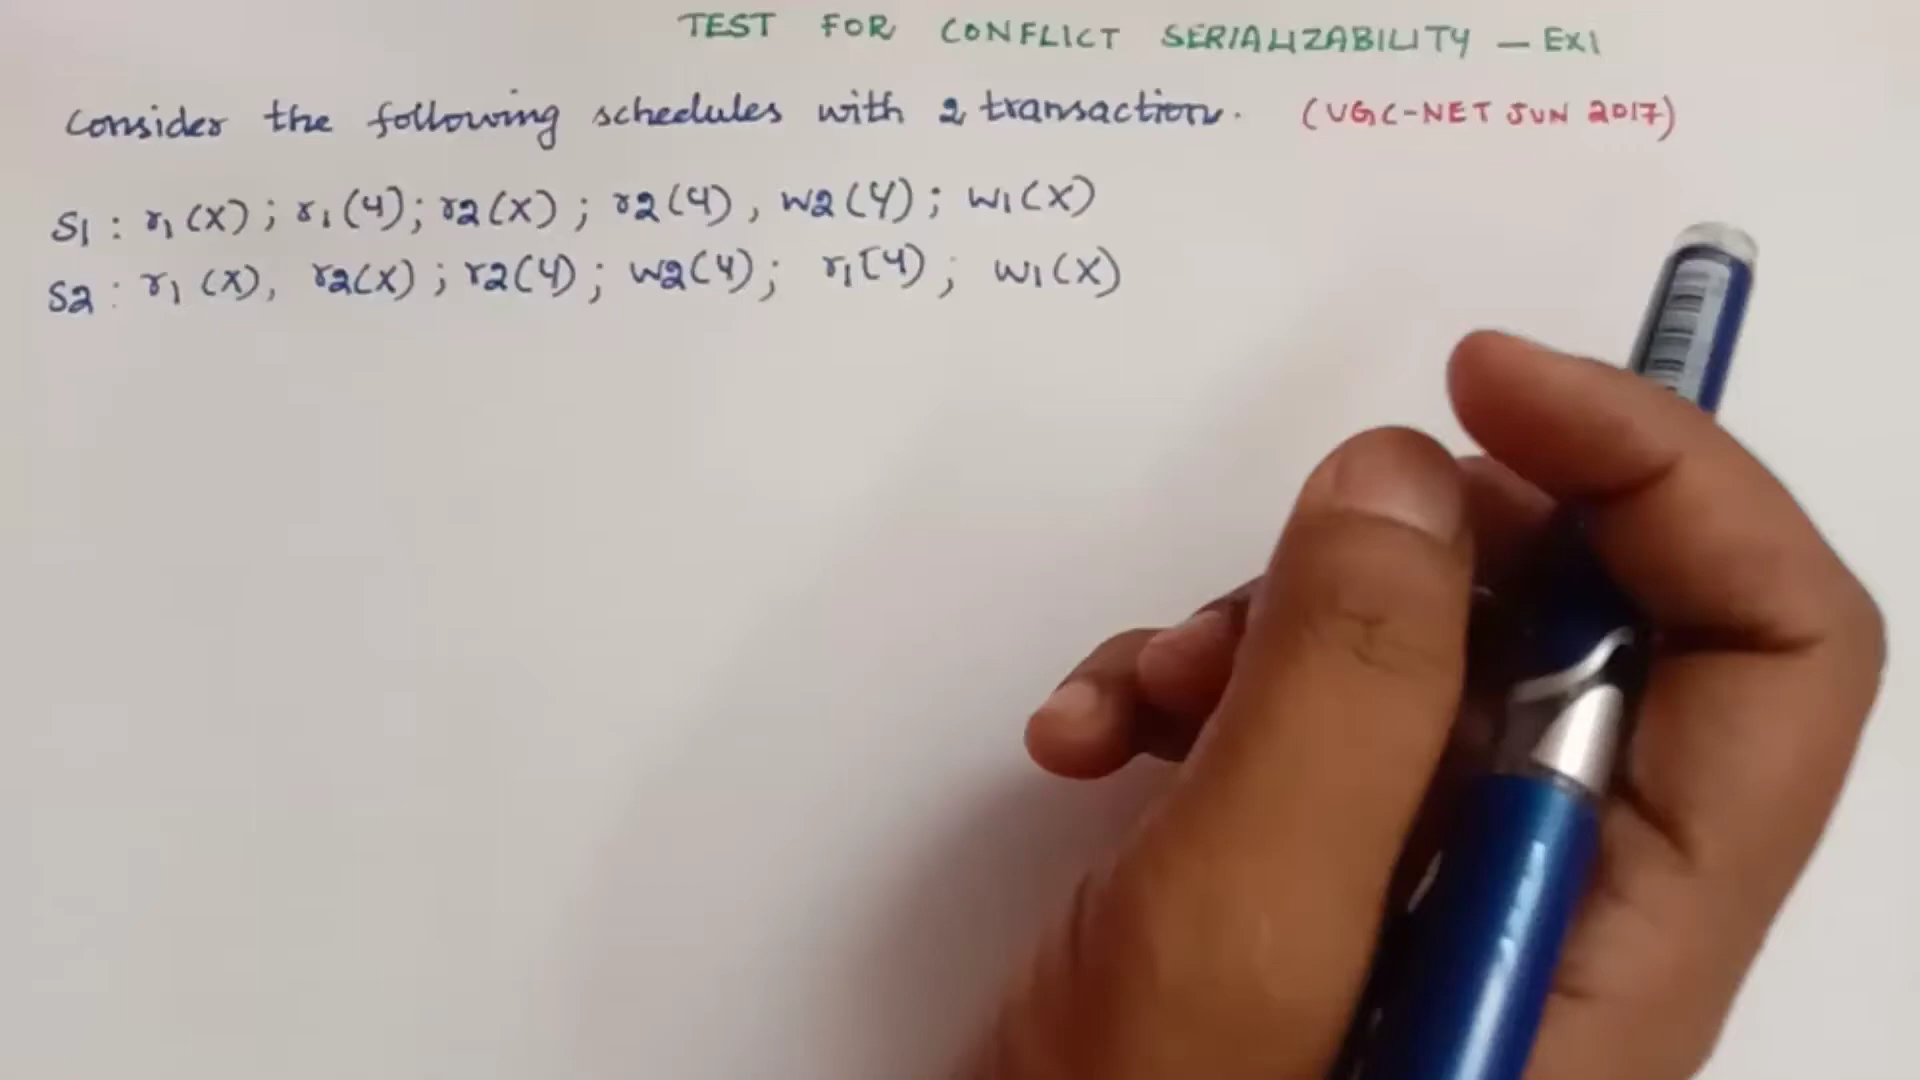 TEST FOR CONFLICT SERIALIZABILITY — EX1
Consider the following schedules with 2 transaction. (UGC-NET JUN 2017)
S1 : r1(X); r1(Y); r2(X); r2(Y), w2(Y); w1(X)
S2 : r1(X), r2(X); r2(Y); w2(Y); r1(Y); w1(X)